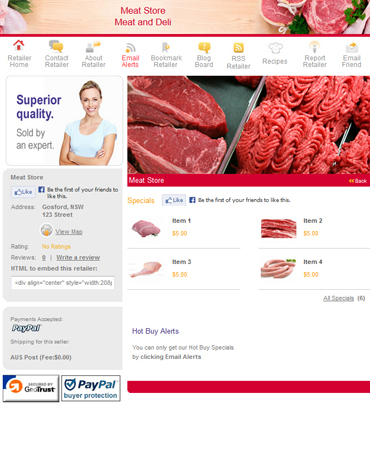 Meat Store
Meat and Deli
Retailer Home
Contact Retailer
About Retailer
Email Alerts
Bookmark Retailer
Blog Board
RSS Retailer
Recipes
Report Retailer
Email Friend
Superior
quality.
Sold by
an expert.
Meat Store
Like
Be the first of your friends to
like this.
Address: Gosford, NSW
123 Street
View Map
Rating: No Ratings
Reviews: 0 | Write a review
HTML to embed this retailer:
<div align="center" style="width:208p
Payments Accepted:
PayPal
Shipping for this seller:
AUS Post (Fee:$0.00)
SECURED BY
GeoTrust
PayPal
buyer protection
Meat Store
<< Back
Specials
Like
Be the first of your friends to like this.
Item 1
$5.00
Item 2
$5.00
Item 3
$5.00
Item 4
$5.00
All Specials (6)
Hot Buy Alerts
You can only get our Hot Buy Specials
by clicking Email Alerts